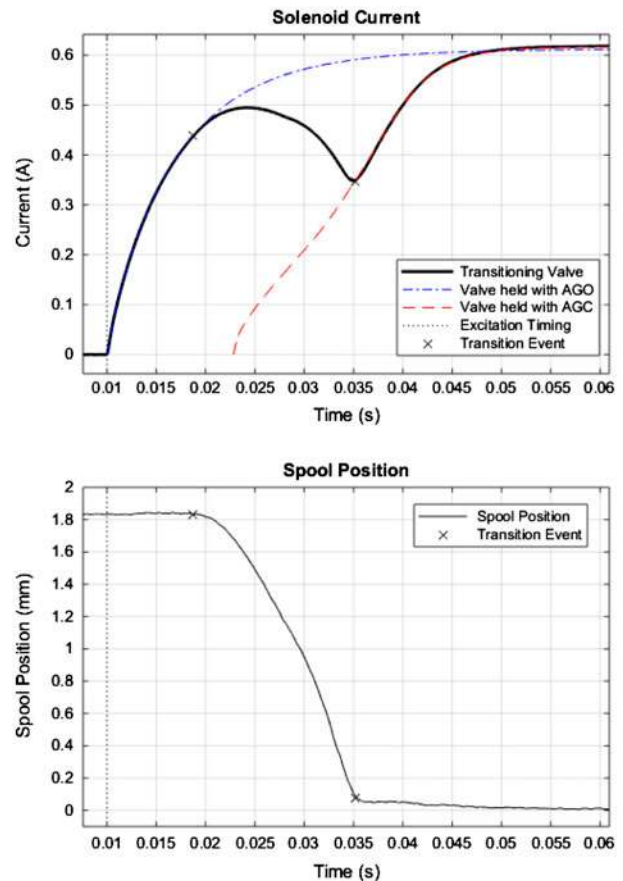 Solenoid Current
0.6
0.5
0.4
0.3
0.2
0.1
0
Current (A)
Transitioning Valve
Valve held with AGO
Valve held with AGC
Excitation Timing
Transition Event
0.01 0.015 0.02 0.025 0.03 0.035 0.04 0.045 0.05 0.055 0.06
Time (s)
Spool Position
2
1.8
1.6
1.4
1.2
1
0.8
0.6
0.4
0.2
0
Spool Position (mm)
Spool Position
Transition Event
0.01 0.015 0.02 0.025 0.03 0.035 0.04 0.045 0.05 0.055 0.06
Time (s)